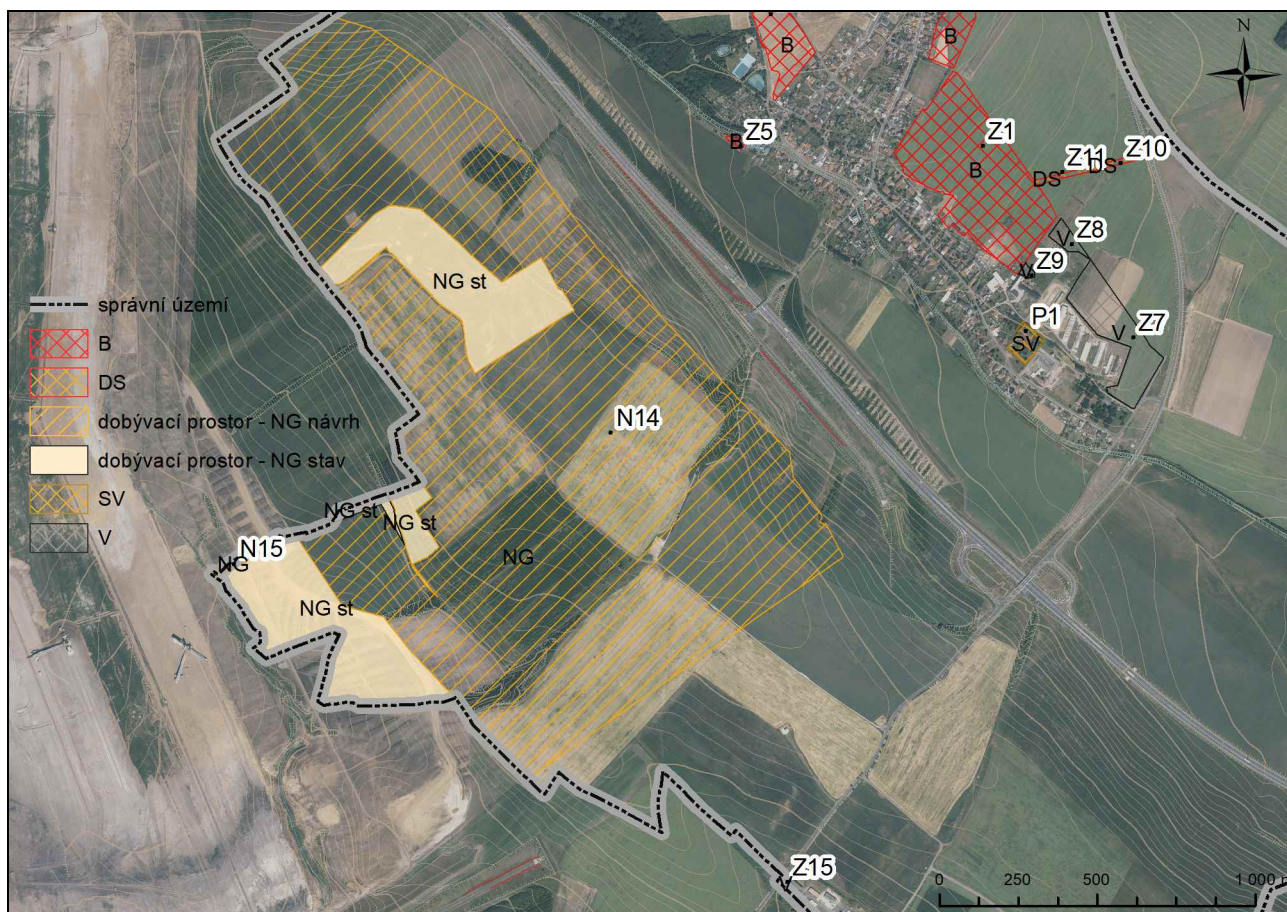 N
B
B
Z5
B
Z1
B
Z11
DS
DS
Z10
V
Z8
Z9
NG st
správní území
B
DS
dobývací prostor - NG návrh
dobývací prostor - NG stav
SV
V
P1
SV
V
Z7
N14
NG st
NG st
NG
N15
NG
NG st
Z15
0
250
500
1 000